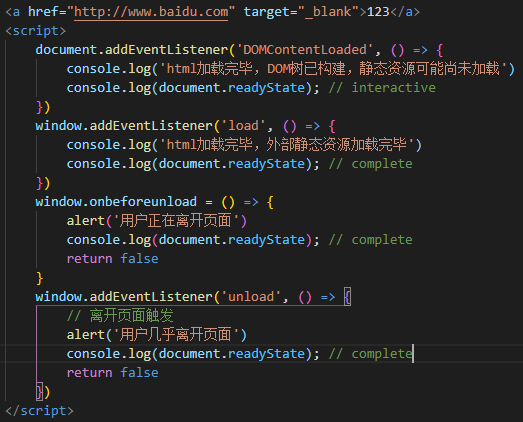 <a href="http://www.baidu.com" target="_blank">123</a>
<script>
document.addEventListener('DOMContentLoaded', () => {
console.log('html加载完毕，DOM树已构建，静态资源可能尚未加载')
console.log(document.readyState); // interactive
})
window.addEventListener('load', () => {
console.log('html加载完毕，外部静态资源加载完毕')
console.log(document.readyState); // complete
})
window.onbeforeunload = () => {
alert('用户正在离开页面')
console.log(document.readyState); // complete
return false
}
window.addEventListener('unload', () => {
// 离开页面触发
alert('用户几乎离开页面')
console.log(document.readyState); // complete
return false
})
</script>